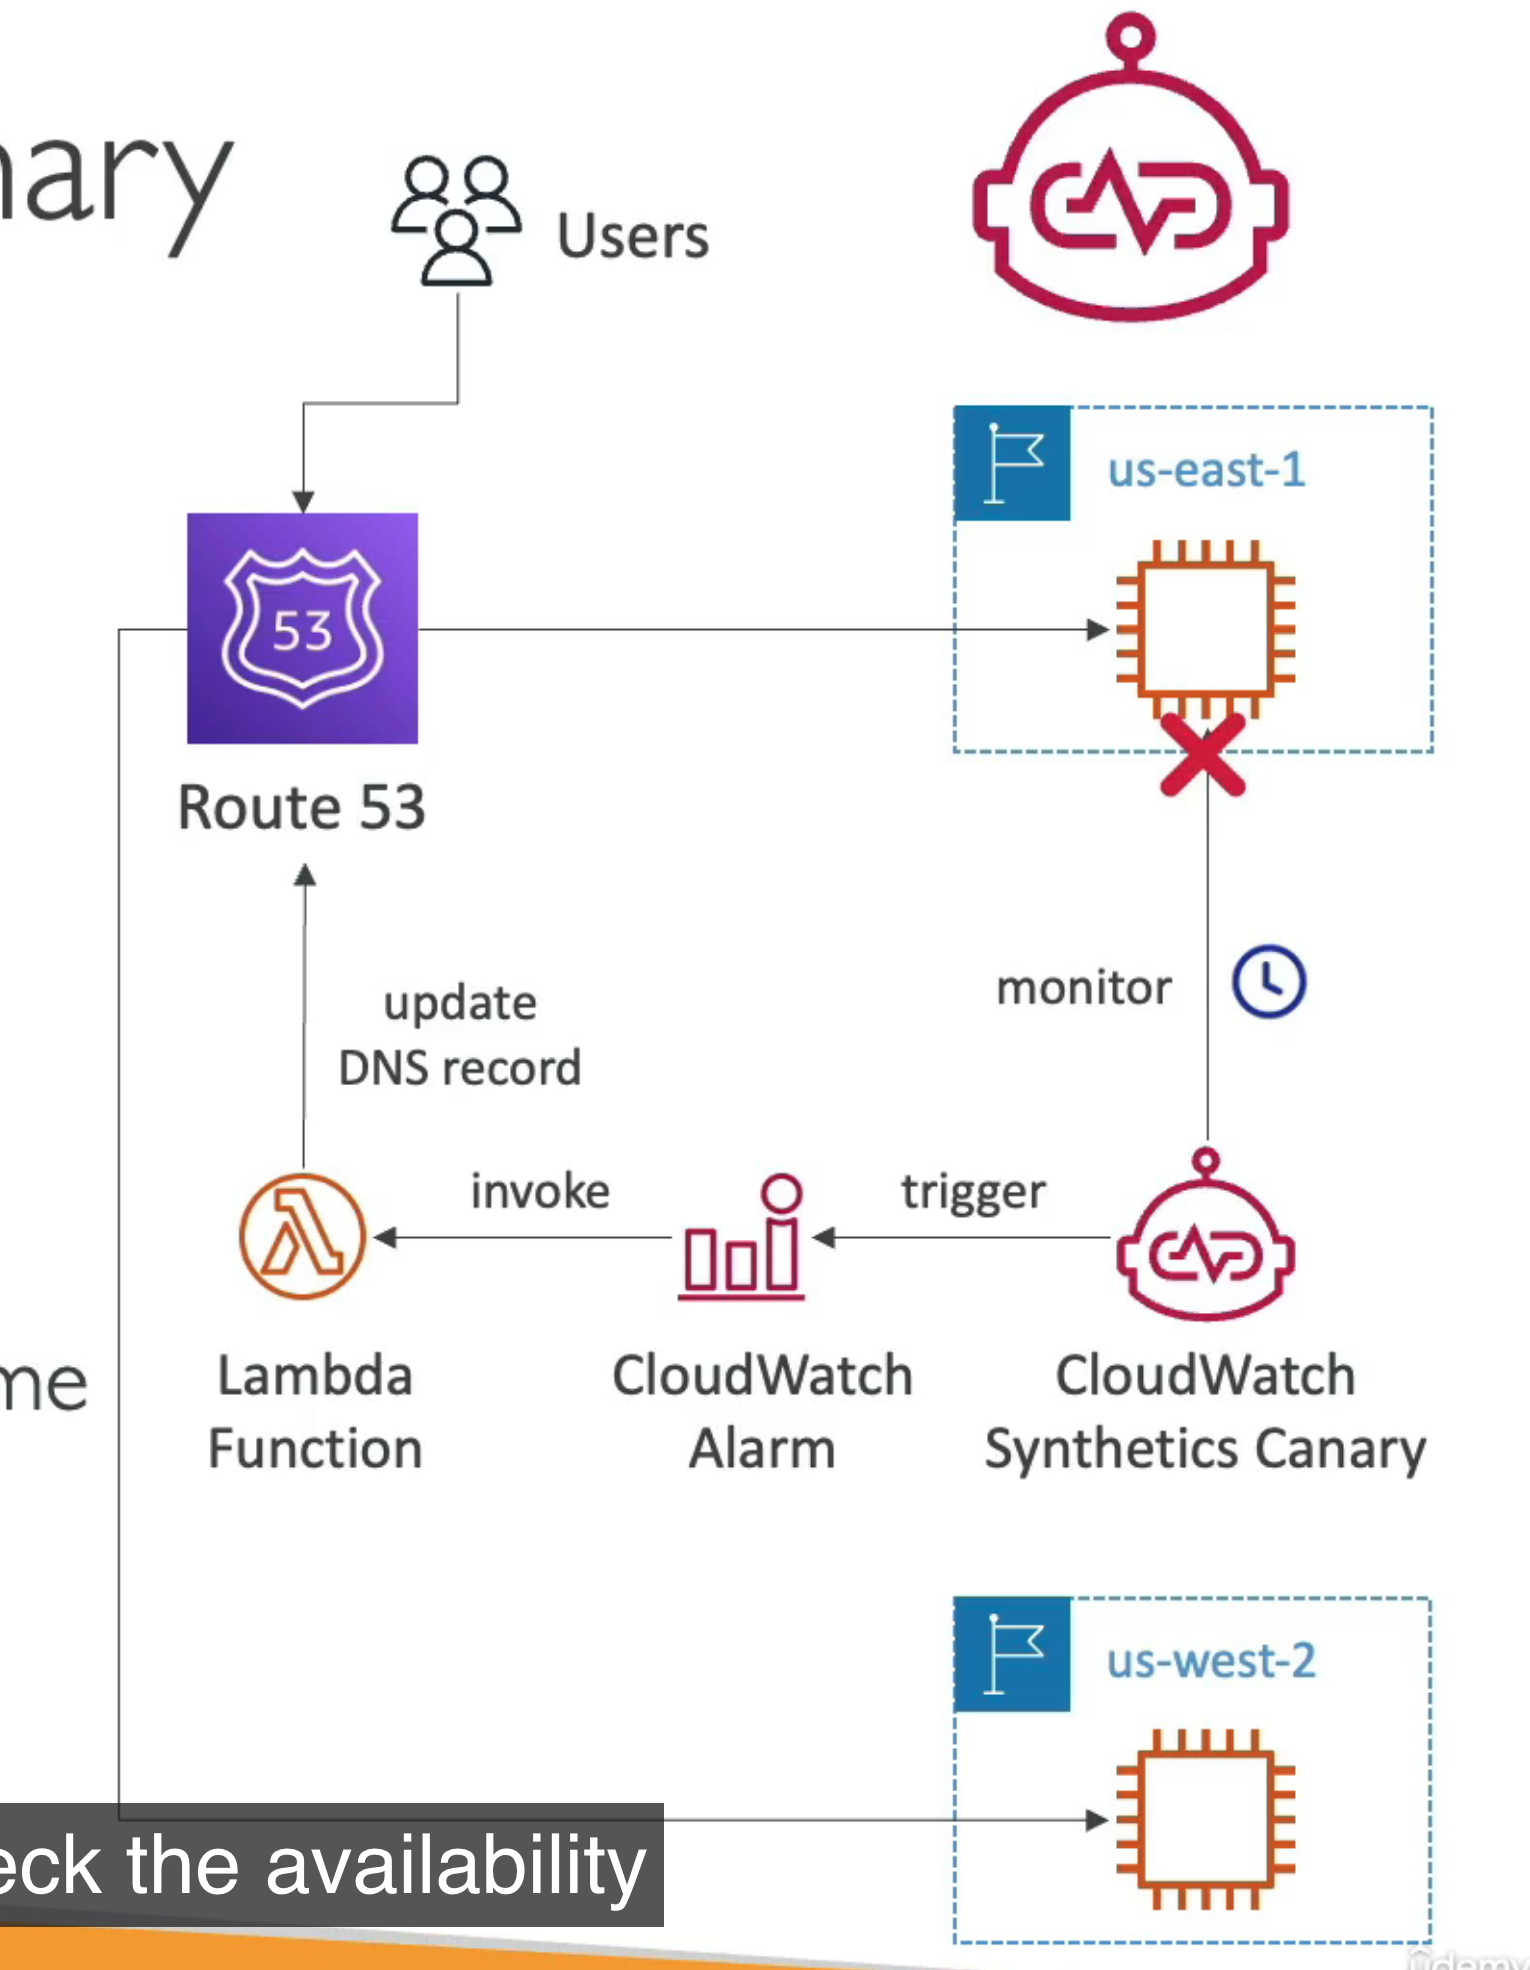 nary
Users
us-east-1
53
Route 53
monitor
update
DNS record
invoke
trigger
Lambda
Function
CloudWatch
Alarm
CloudWatch
Synthetics Canary
me
us-west-2
eck the availability
ûdemy